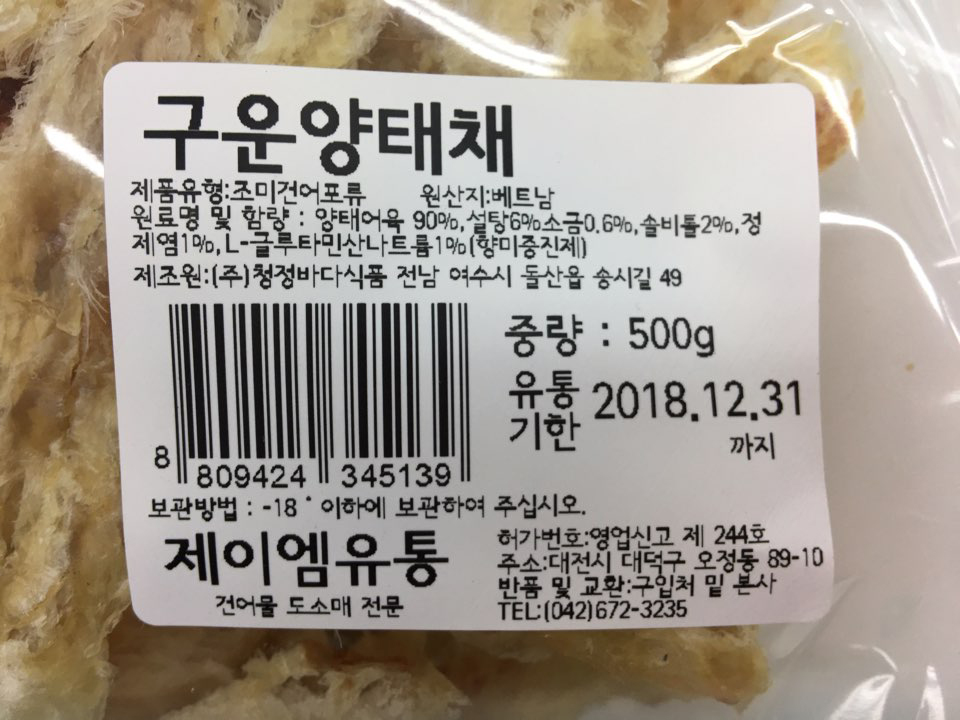 구운양태채
제품유형:조미건어포류 원산지:베트남
원료명 및 함량 : 양태어육 90%,설탕6%소금0.6%,솔비톨2%,정
제염1%,L-글루타민산나트륨1%(향미증진제)
제조원:(주)청정바다식품 전남 여수시 돌산읍 송시길 49
중량 : 500g
유통
기한 2018.12.31
까지
8 809424 345139
보관방법 : -18˚ 이하에 보관하여 주십시오.
제이엠유통
건어물 도소매 전문
허가번호:영업신고 제 244호
주소:대전시 대덕구 오정동 89-10
반품 및 교환:구입처 밑 본사
TEL:(042)672-3235